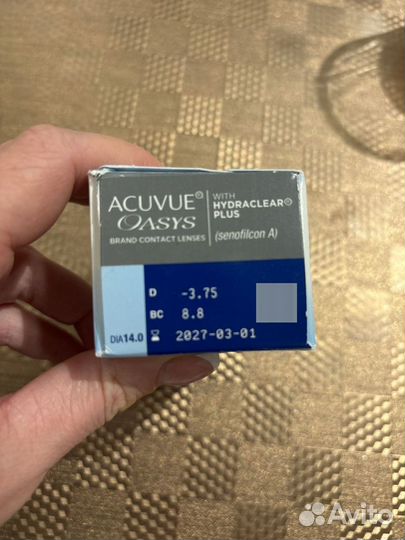 ACUVUE®
OASYS
BRAND CONTACT LENSES
WITH
HYDRACLEAR®
PLUS
(senofilcon A)
D -3.75
BC 8.8
DIA14.0
2027-03-01
Avito